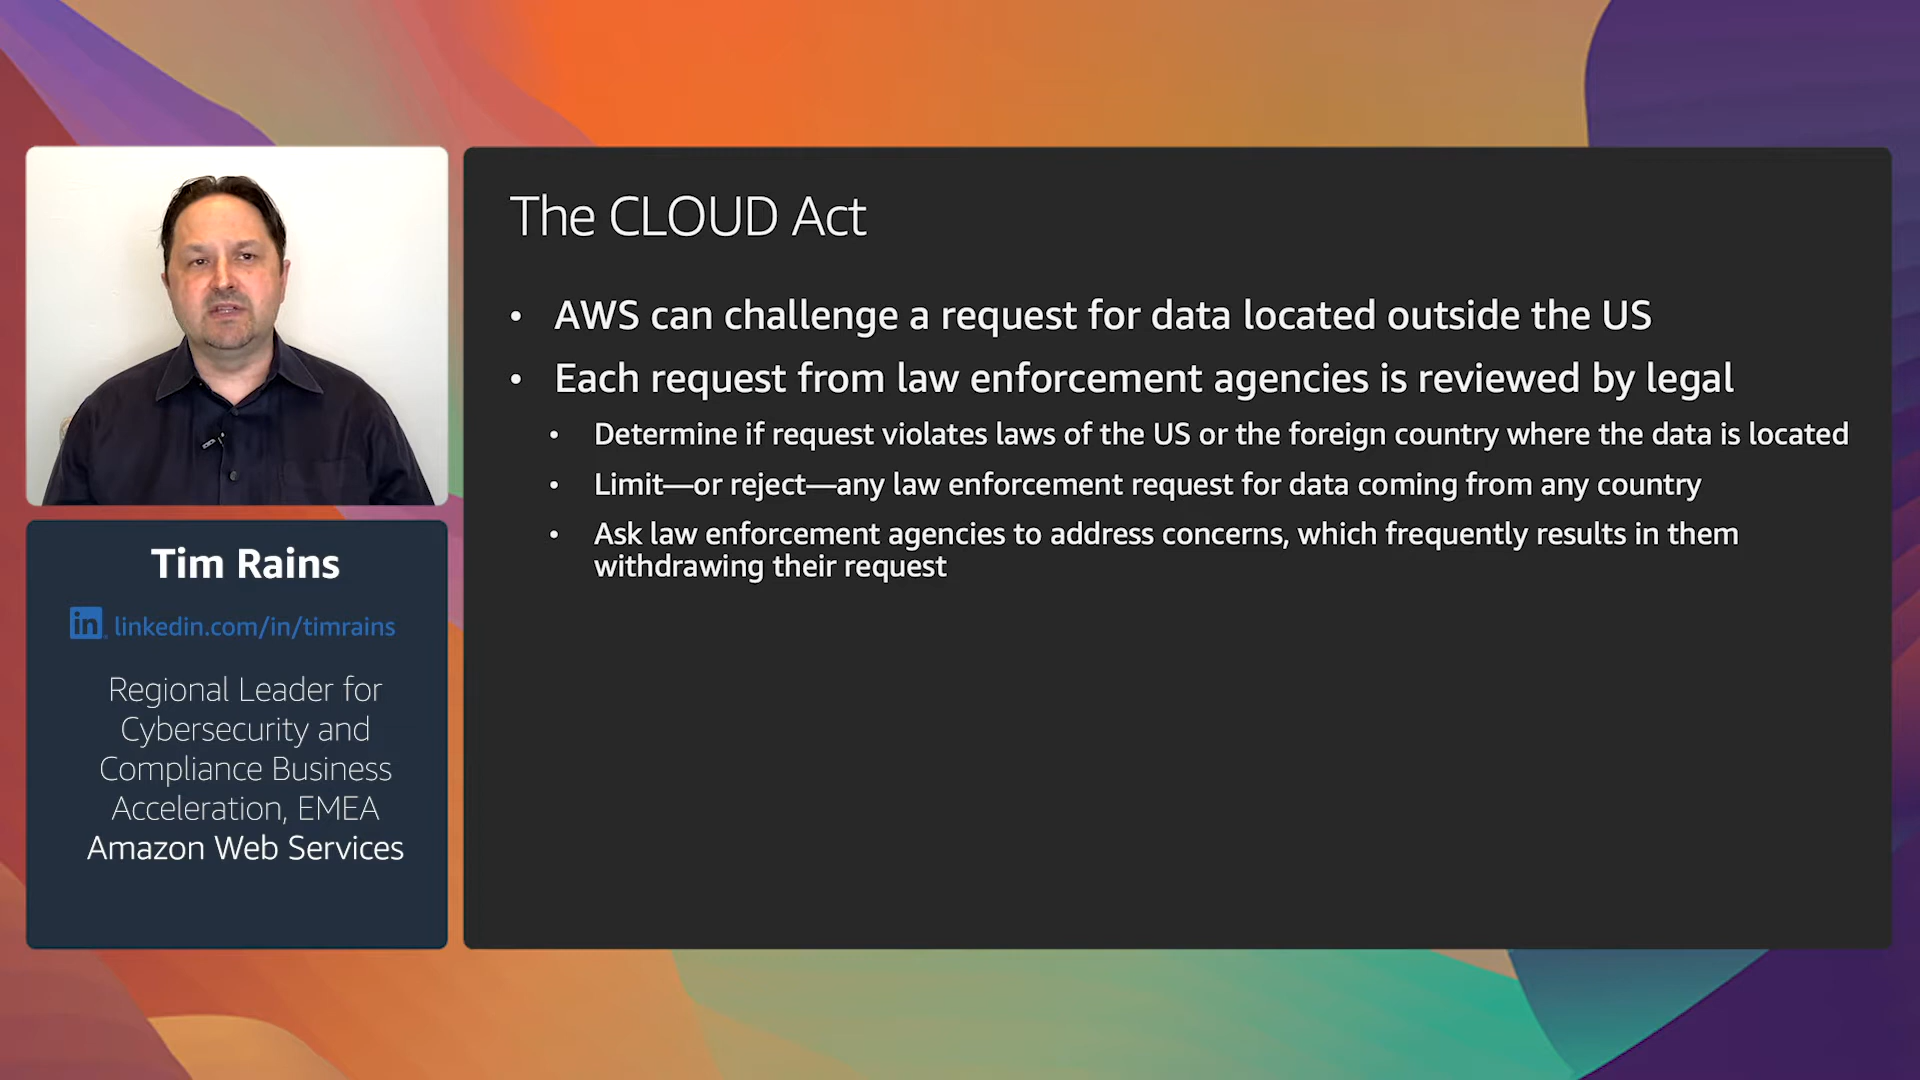 The CLOUD Act
• AWS can challenge a request for data located outside the US
• Each request from law enforcement agencies is reviewed by legal
• Determine if request violates laws of the US or the foreign country where the data is located
• Limit—or reject—any law enforcement request for data coming from any country
• Ask law enforcement agencies to address concerns, which frequently results in them
withdrawing their request
Tim Rains
in linkedin.com/in/timrains
Regional Leader for
Cybersecurity and
Compliance Business
Acceleration, EMEA
Amazon Web Services